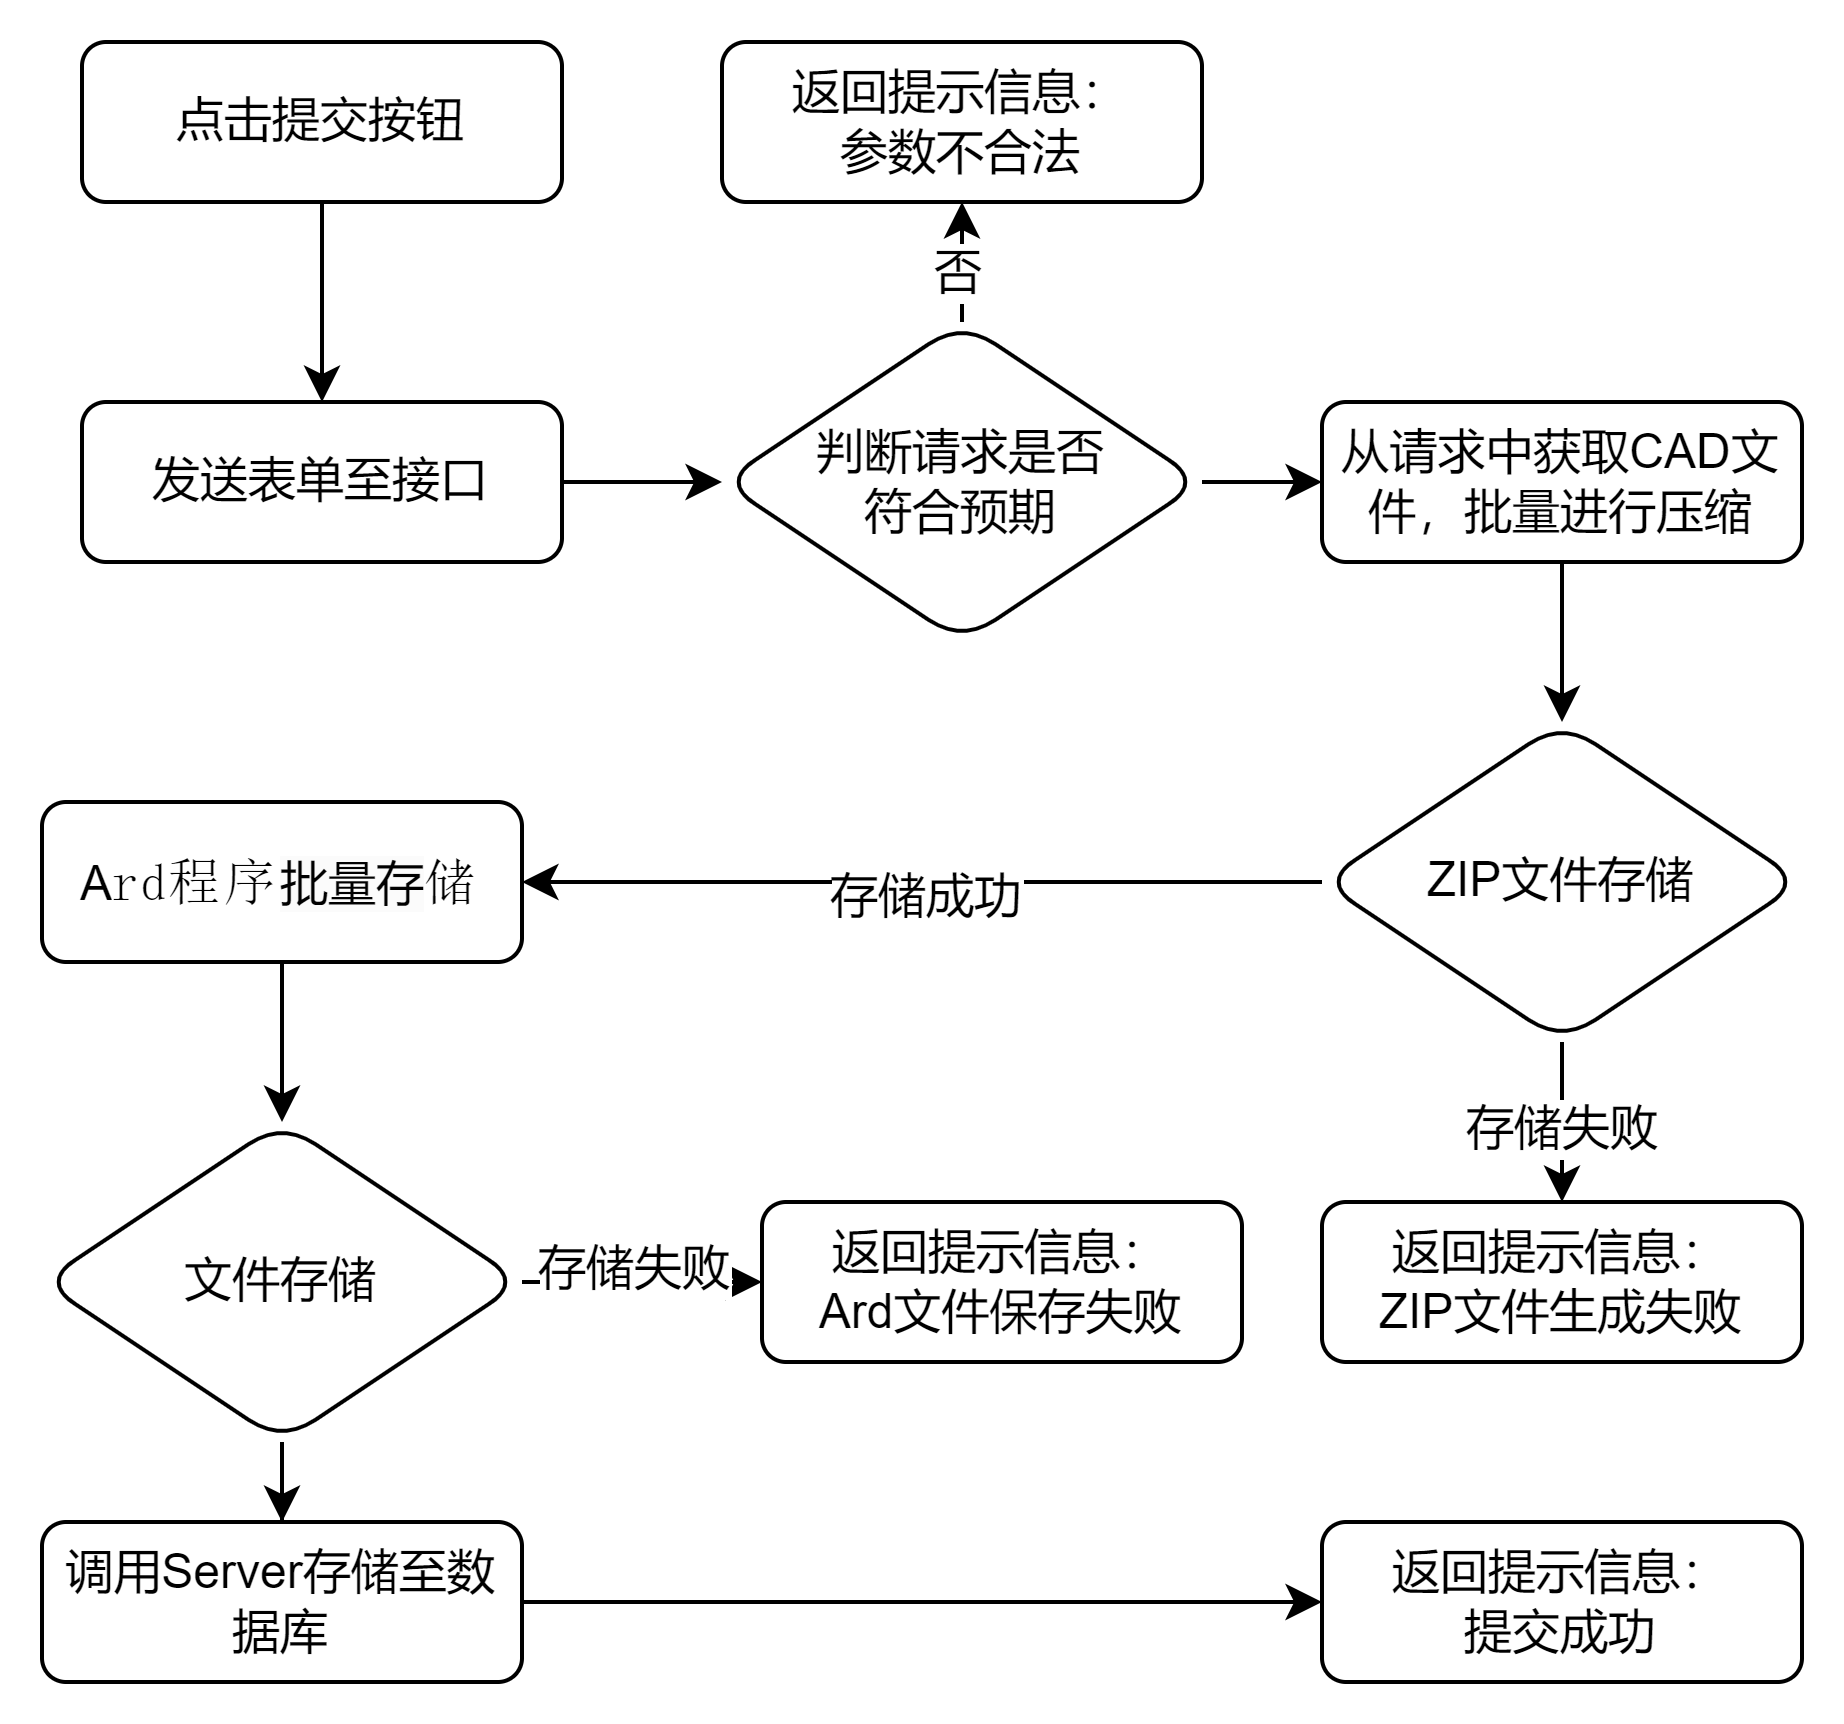 点击提交按钮
返回提示信息：
参数不合法
否
发送表单至接口
判断请求是否
符合预期
从请求中获取CAD文
件，批量进行压缩
Ard程序批量存储
存储成功
ZIP文件存储
存储失败
文件存储
存储失败
返回提示信息：
Ard文件保存失败
返回提示信息：
ZIP文件生成失败
调用Server存储至数
据库
返回提示信息：
提交成功